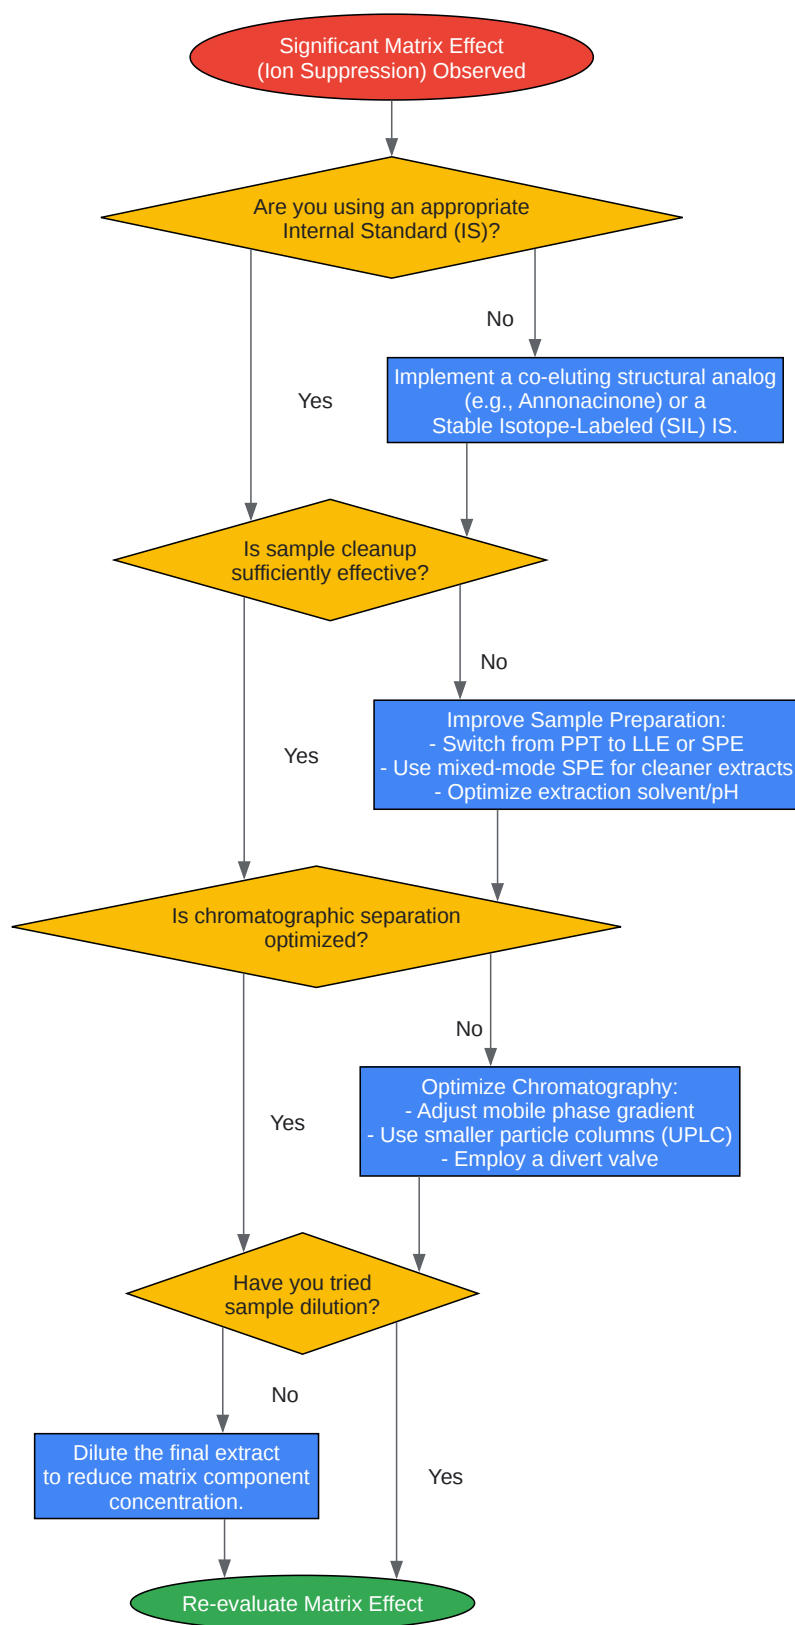 Significant Matrix Effect
(Ion Suppression) Observed
Are you using an appropriate
Internal Standard (IS)?
No
Yes
Implement a co-eluting structural analog
(e.g., Annonacinone) or a
Stable Isotope-Labeled (SIL) IS.
Is sample cleanup
sufficiently effective?
No
Yes
Improve Sample Preparation:
- Switch from PPT to LLE or SPE
- Use mixed-mode SPE for cleaner extracts
- Optimize extraction solvent/pH
Is chromatographic separation
optimized?
No
Yes
Optimize Chromatography:
- Adjust mobile phase gradient
- Use smaller particle columns (UPLC)
- Employ a divert valve
Have you tried
sample dilution?
No
Yes
Dilute the final extract
to reduce matrix component
concentration.
Re-evaluate Matrix Effect